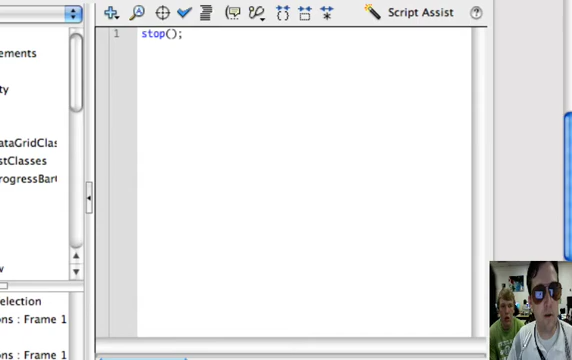 Script Assist
1 stop();
ements
ty
ataGridClas
stClasses
rogressBar
v
election
ons : Frame 1
ons : Frame 1